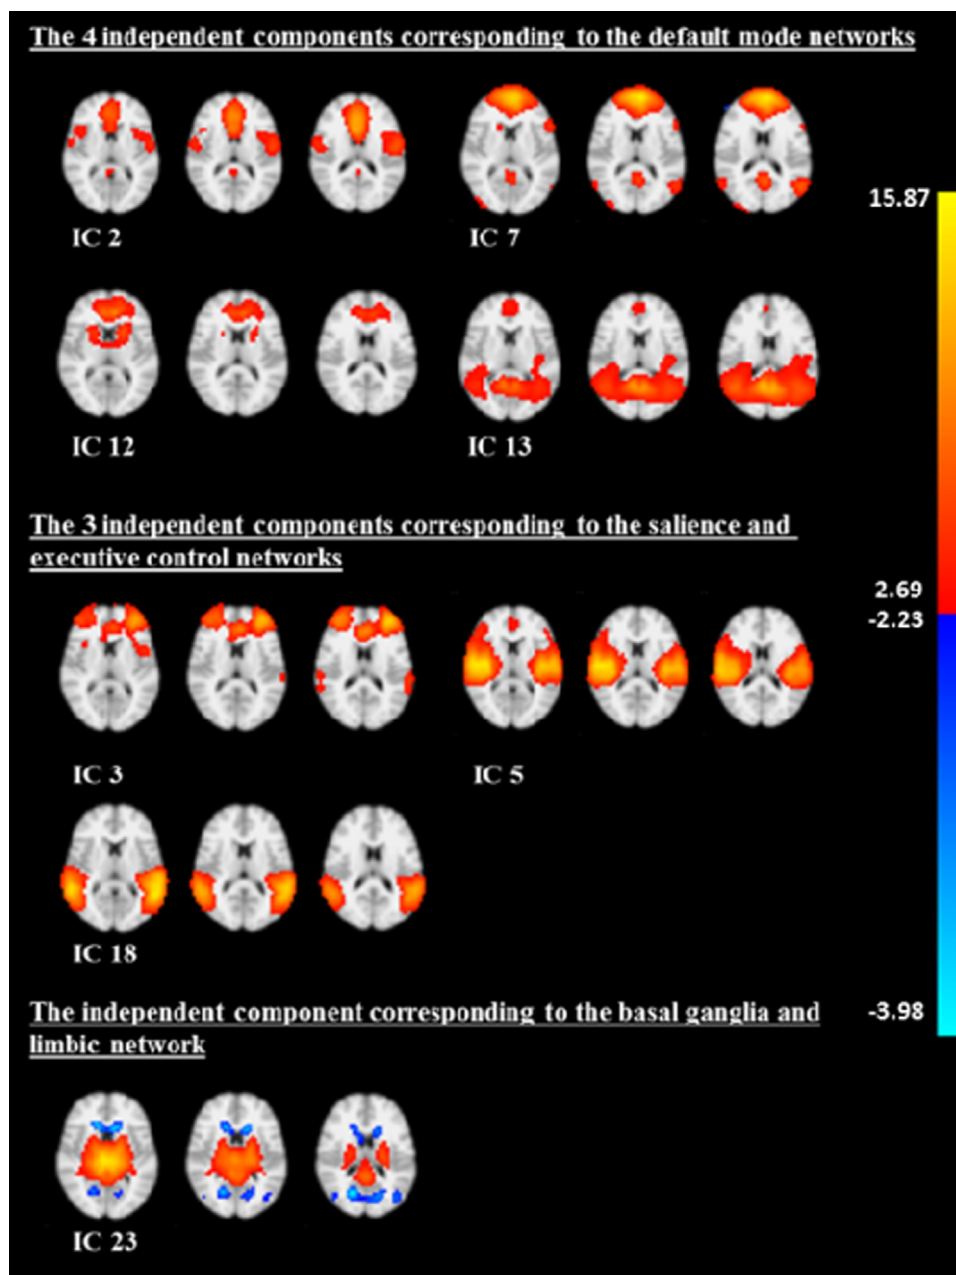 The 4 independent components corresponding to the default mode networks
IC 2
IC 7
15.87
IC 12
IC 13
The 3 independent components corresponding to the salience and
executive control networks
2.69
-2.23
IC 3
IC 5
IC 18
The independent component corresponding to the basal ganglia and
limbic network
-3.98
IC 23